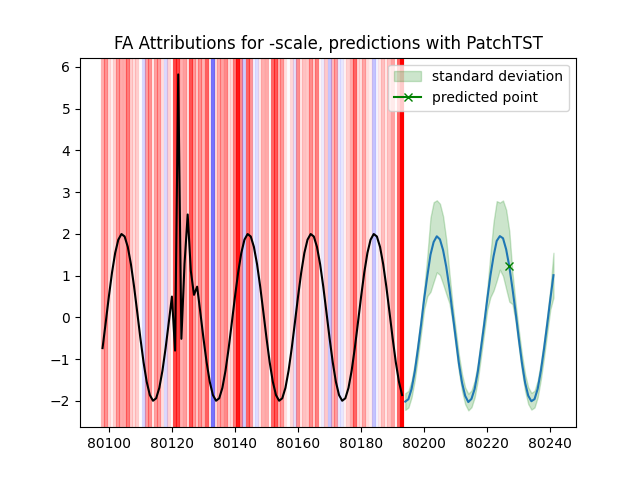 FA Attributions for -scale, predictions with PatchTST
standard deviation
predicted point
6
5
4
3
2
1
0
−1
−2
80100 80120 80140 80160 80180 80200 80220 80240